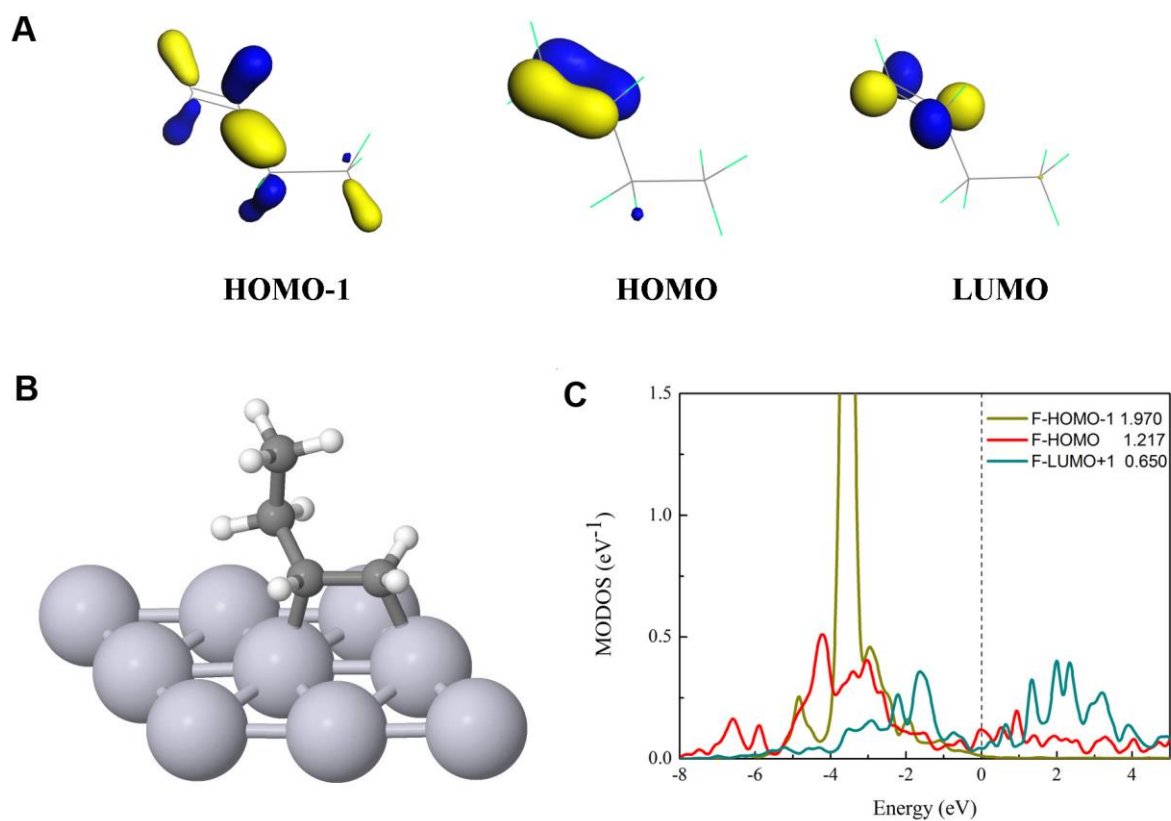 A
HOMO-1
HOMO
LUMO
B
C
1.5
1.0
0.5
0.0
MODOS (eV⁻¹)
F-HOMO-1 1.970
F-HOMO 1.217
F-LUMO+1 0.650
-8 -6 -4 -2 0 2 4
Energy (eV)